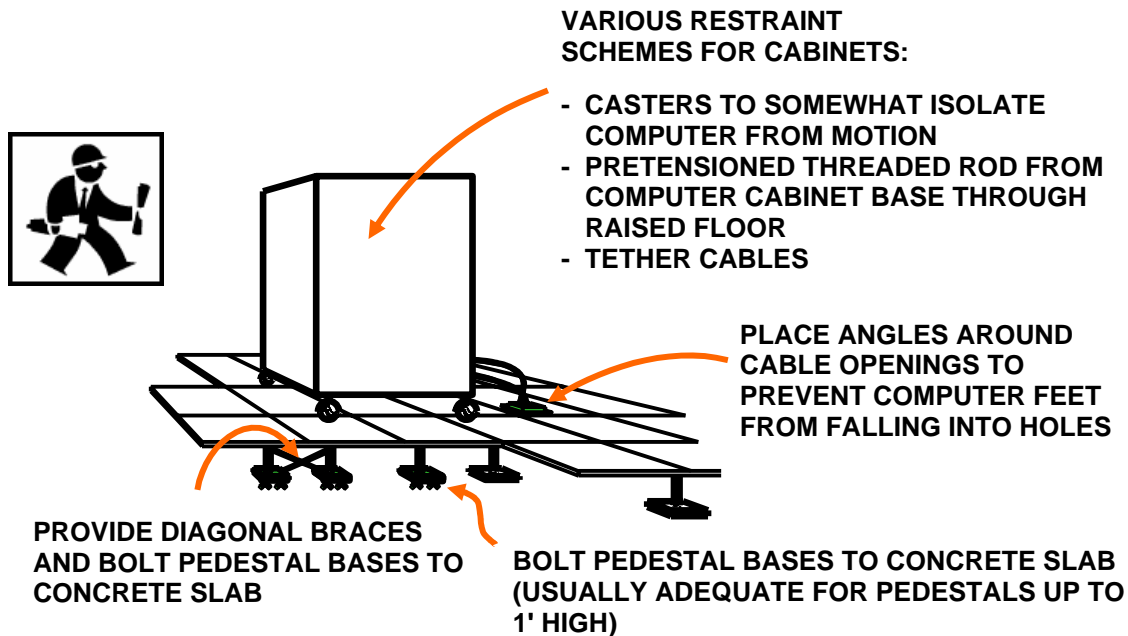 VARIOUS RESTRAINT
SCHEMES FOR CABINETS:
- CASTERS TO SOMEWHAT ISOLATE
COMPUTER FROM MOTION
- PRETENSIONED THREADED ROD FROM
COMPUTER CABINET BASE THROUGH
RAISED FLOOR
- TETHER CABLES
PLACE ANGLES AROUND
CABLE OPENINGS TO
PREVENT COMPUTER FEET
FROM FALLING INTO HOLES
PROVIDE DIAGONAL BRACES
AND BOLT PEDESTAL BASES TO
CONCRETE SLAB
BOLT PEDESTAL BASES TO CONCRETE SLAB
(USUALLY ADEQUATE FOR PEDESTALS UP TO
1' HIGH)